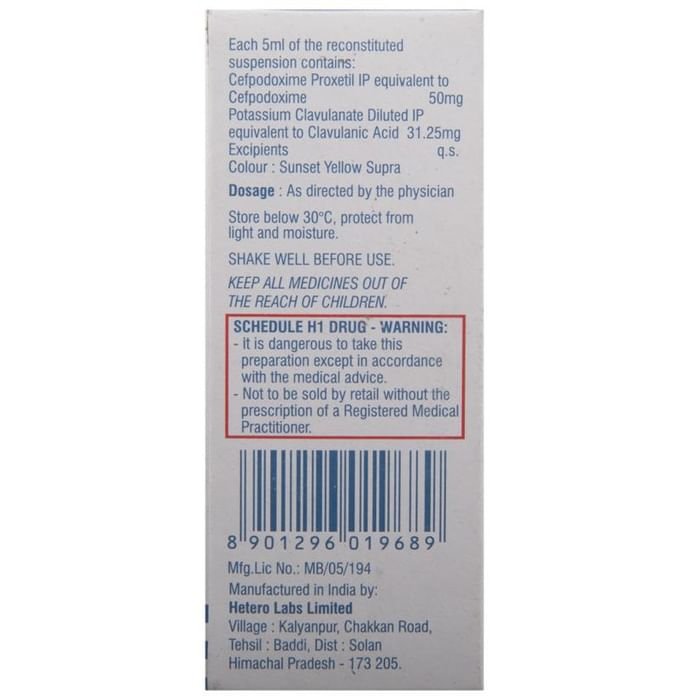 Each 5ml of the reconstituted
suspension contains:
Cefpodoxime Proxetil IP equivalent to
Cefpodoxime 50mg
Potassium Clavulanate Diluted IP
equivalent to Clavulanic Acid 31.25mg
Excipients q.s.
Colour : Sunset Yellow Supra
Dosage : As directed by the physician
Store below 30°C, protect from
light and moisture.
SHAKE WELL BEFORE USE.
KEEP ALL MEDICINES OUT OF
THE REACH OF CHILDREN.
SCHEDULE H1 DRUG - WARNING:
- It is dangerous to take this
preparation except in accordance
with the medical advice.
- Not to be sold by retail without the
prescription of a Registered Medical
Practitioner.
8 901296 019689
Mfg.Lic No.: MB/05/194
Manufactured in India by:
Hetero Labs Limited
Village : Kalyanpur, Chakkan Road,
Tehsil : Baddi, Dist : Solan
Himachal Pradesh - 173 205.